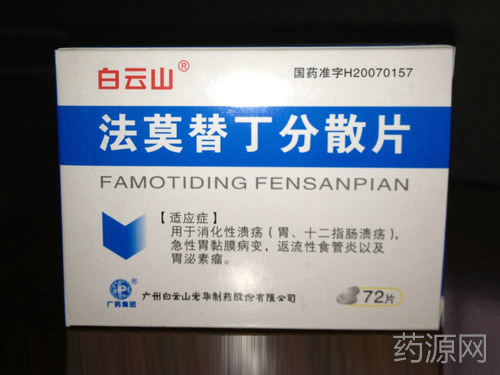 白云山®
国药准字H20070157
法莫替丁分散片
FAMOTIDING FENSANPIAN
【适应症】
用于消化性溃疡(胃、十二指肠溃疡),
急性胃黏膜病变,返流性食管炎以及
胃泌素瘤。
广药集团
广州白云山光华制药股份有限公司
72片
药源网